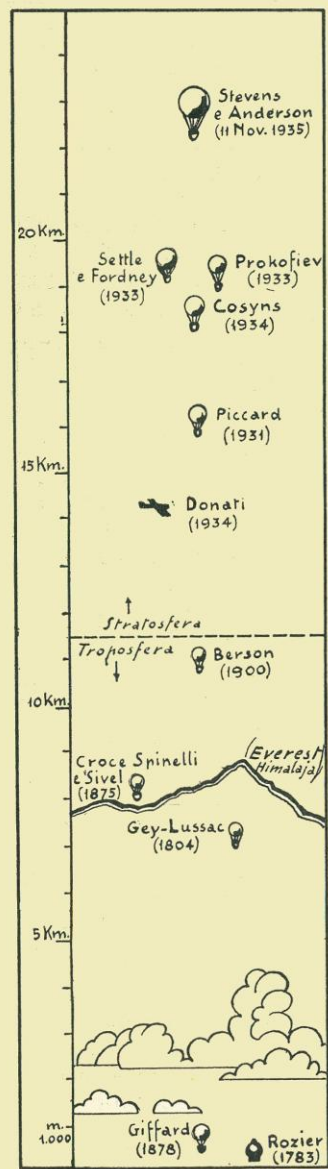 Stevens
e Anderson
(11 Nov. 1935)
20 Km.
Settle
e Fordney
(1933)
Prokofiev
(1933)
Cosyns
(1934)
Piccard
(1931)
15 Km.
Donati
(1934)
Stratosfera
Troposfera
Berson
(1900)
10 Km.
Croce Spinelli
e Sivel
(1875)
(Everest
Himalaja)
Gey-Lussac
(1804)
5 Km.
m.
1.000
Giffard
(1878)
Rozier
(1783)